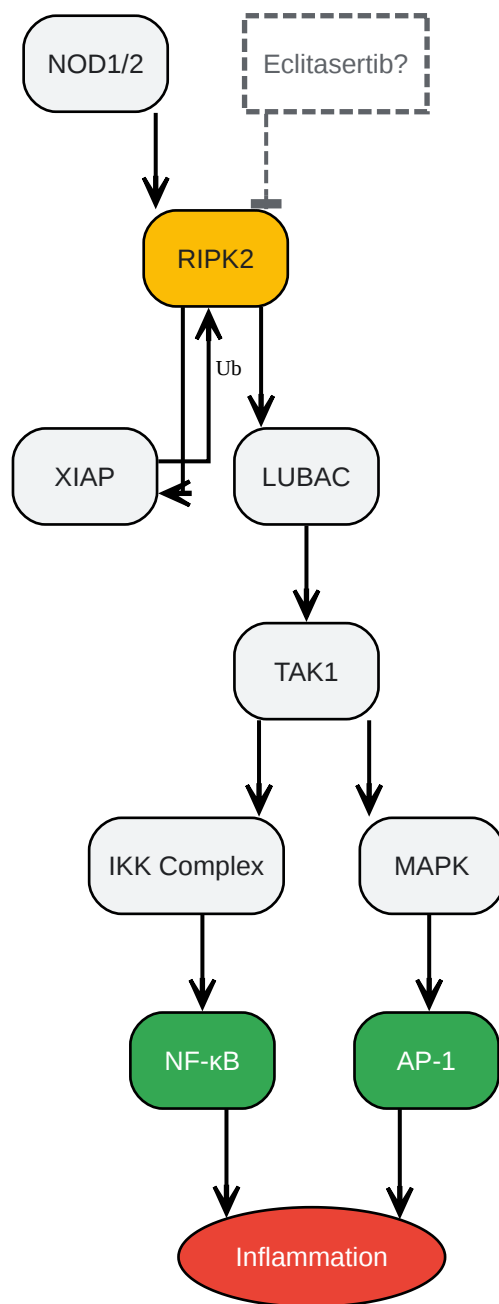 NOD1/2
Eclitasertib?
RIPK2
Ub
XIAP
LUBAC
TAK1
IKK Complex
MAPK
NF-κB
AP-1
Inflammation